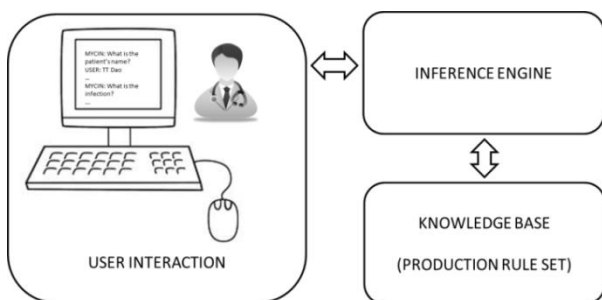 MYCIN: What is the
patient's name?
USER: TT Dao
...
MYCIN: What is the
infection?
....
USER INTERACTION
INFERENCE ENGINE
KNOWLEDGE BASE
(PRODUCTION RULE SET)